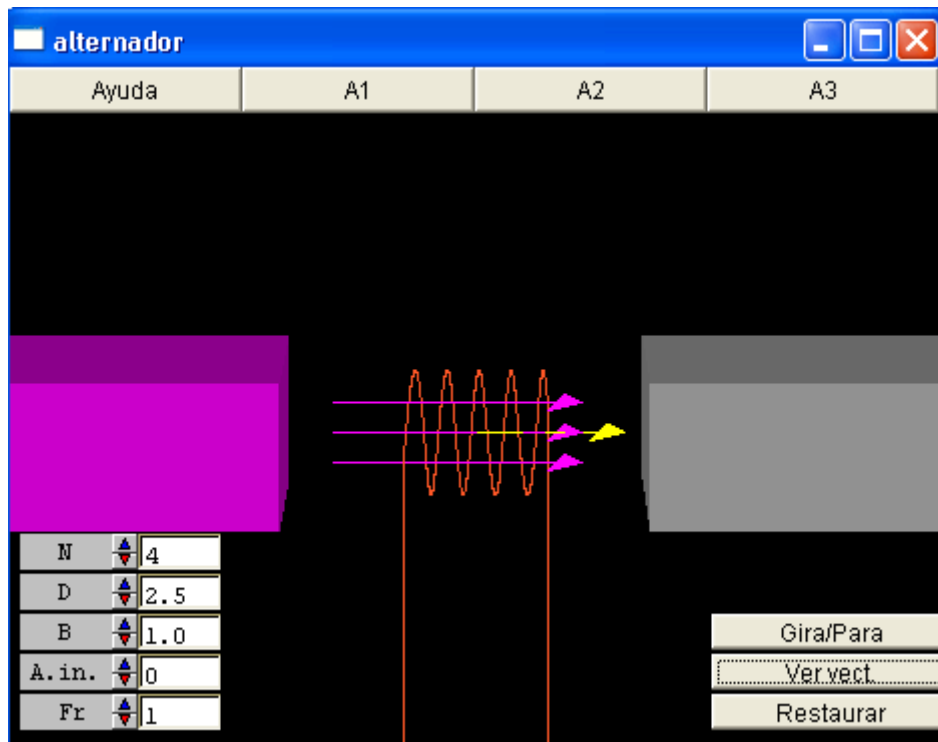 alternador
Ayuda A1 A2 A3
N 4
D 2.5
B 1.0
A.in. 0
Fr 1
Gira/Para
Ver vect.
Restaurar